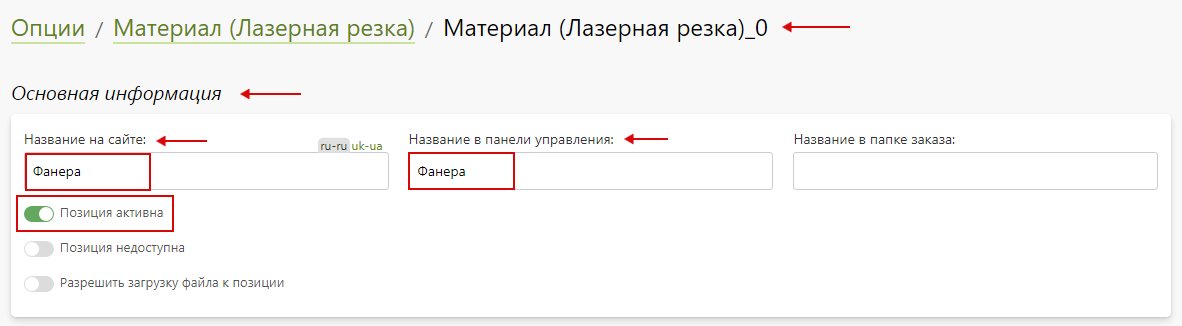 Опции / Материал (Лазерная резка) / Материал (Лазерная резка)_0
Основная информация
Название на сайте: ru-ru uk-ua Название в панели управления: Название в папке заказа:
Фанера Фанера
Позиция активна
Позиция недоступна
Разрешить загрузку файла к позиции